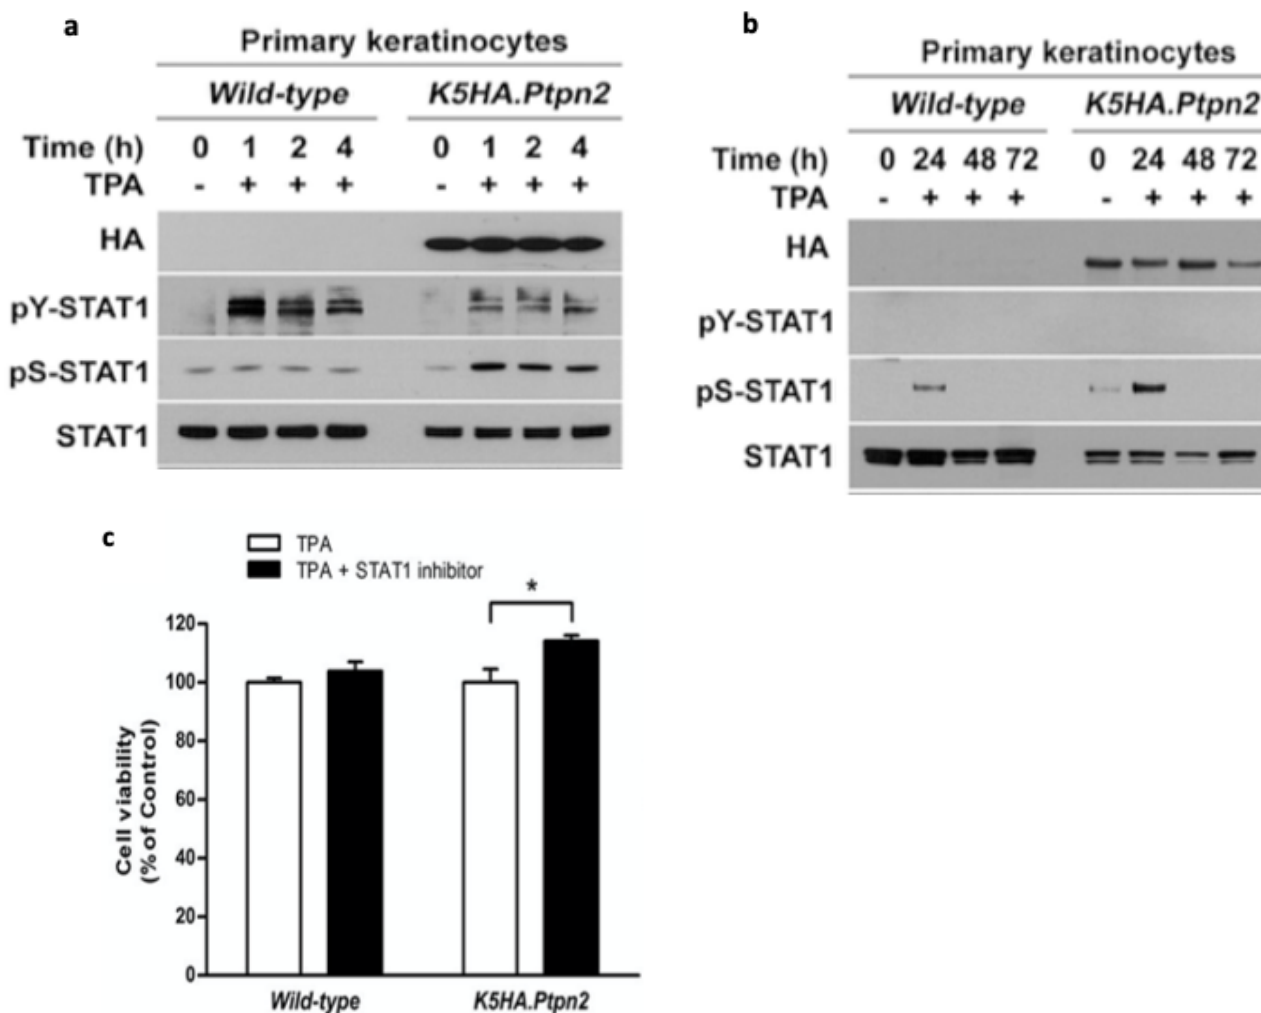 a
Primary keratinocytes
Wild-type K5HA.Ptpn2
Time (h) 0 1 2 4 0 1 2 4
TPA - + + + - + + +
HA
pY-STAT1
pS-STAT1
STAT1
b
Primary keratinocytes
Wild-type K5HA.Ptpn2
Time (h) 0 24 48 72 0 24 48 72
TPA - + + + - + + +
HA
pY-STAT1
pS-STAT1
STAT1
c
TPA
TPA + STAT1 inhibitor
*
120
100
80
60
40
20
0
Cell viability
(% of Control)
Wild-type K5HA.Ptpn2